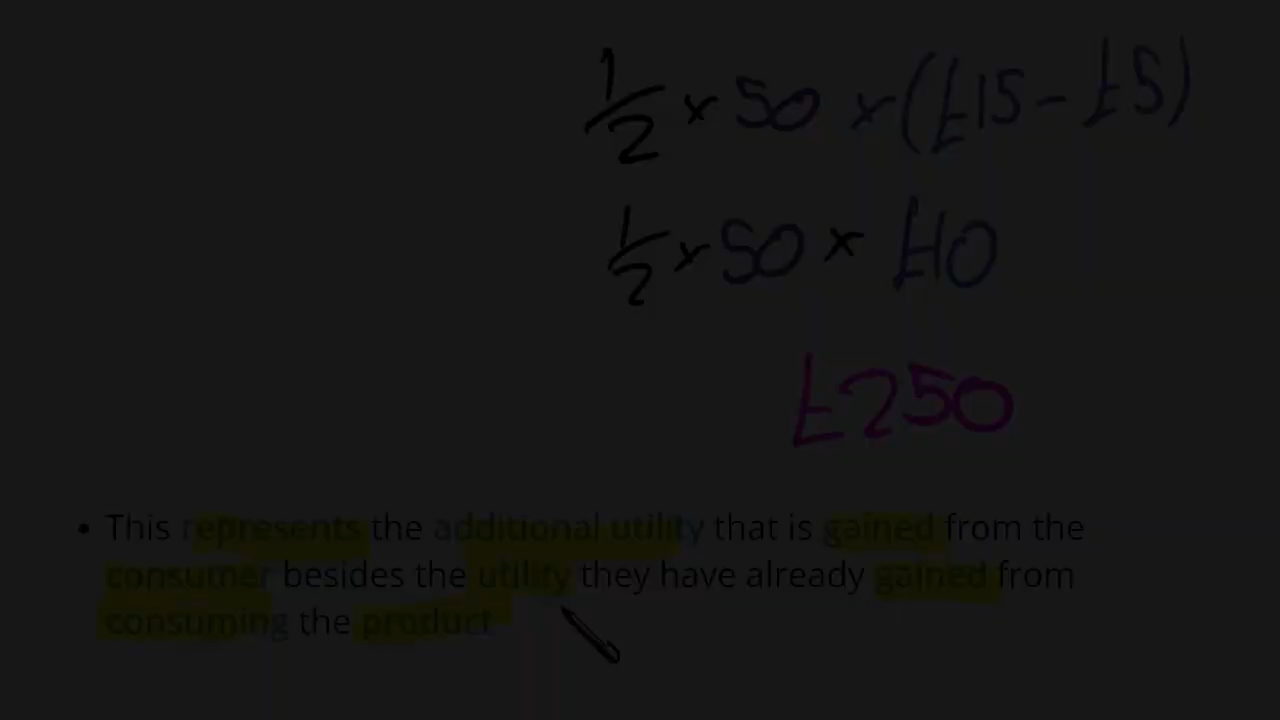 1/2 × 50 × (£15 - £5)
1/2 × 50 × £10
£250
• This represents the additional utility that is gained from the
consumer besides the utility they have already gained from
consuming the product